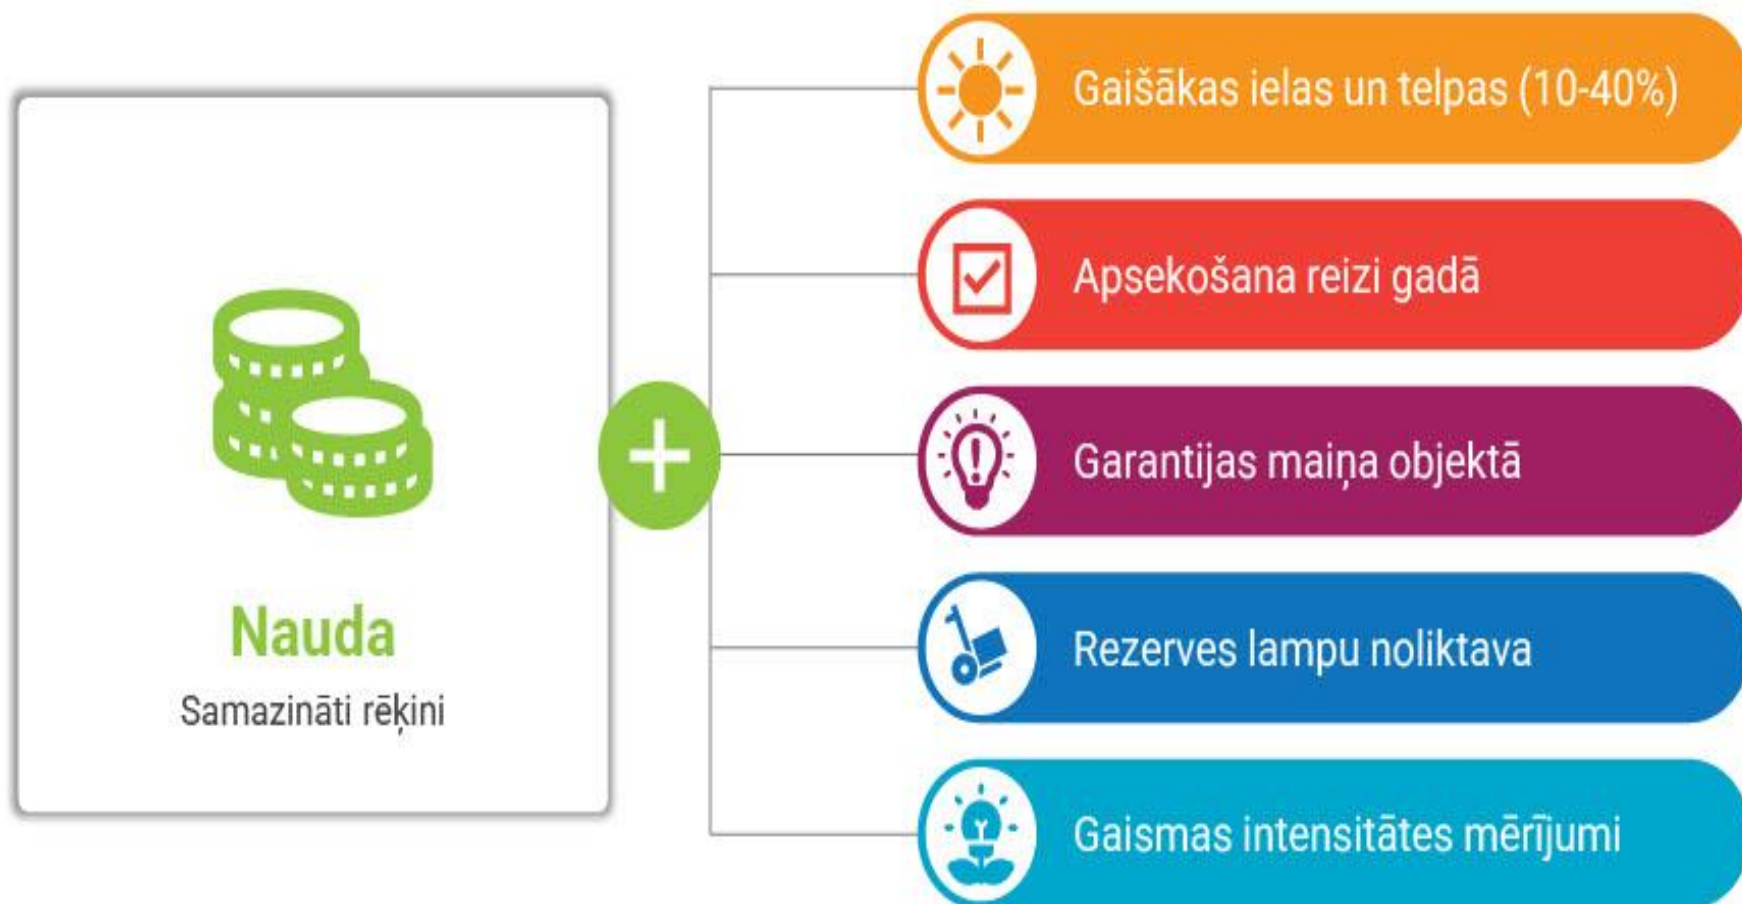 Nauda
Samazināti rēķini
Gaišākas ielas un telpas (10-40%)
Apsekošana reizi gadā
Garantijas maiņa objektā
Rezerves lampu noliktava
Gaismas intensitātes mērījumi